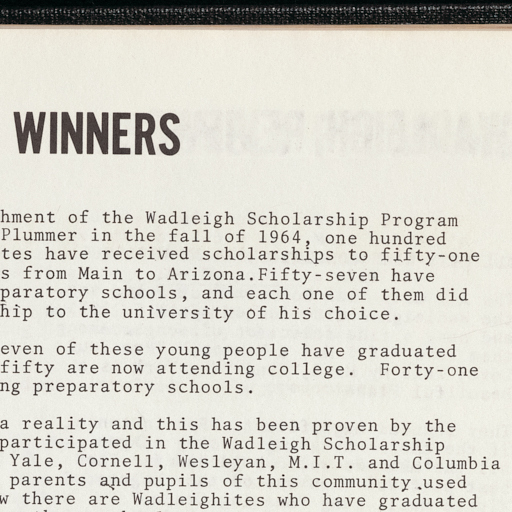 WINNERS
hment of the Wadleigh Scholarship Program
Plummer in the fall of 1964, one hundred
tes have received scholarships to fifty-one
s from Main to Arizona.Fifty-seven have
paratory schools, and each one of them did
hip to the university of his choice.
even of these young people have graduated
fifty are now attending college. Forty-one
ng preparatory schools.
a reality and this has been proven by the
participated in the Wadleigh Scholarship
Yale, Cornell, Wesleyan, M.I.T. and Columbia
parents and pupils of this community used
w there are Wadleighites who have graduated